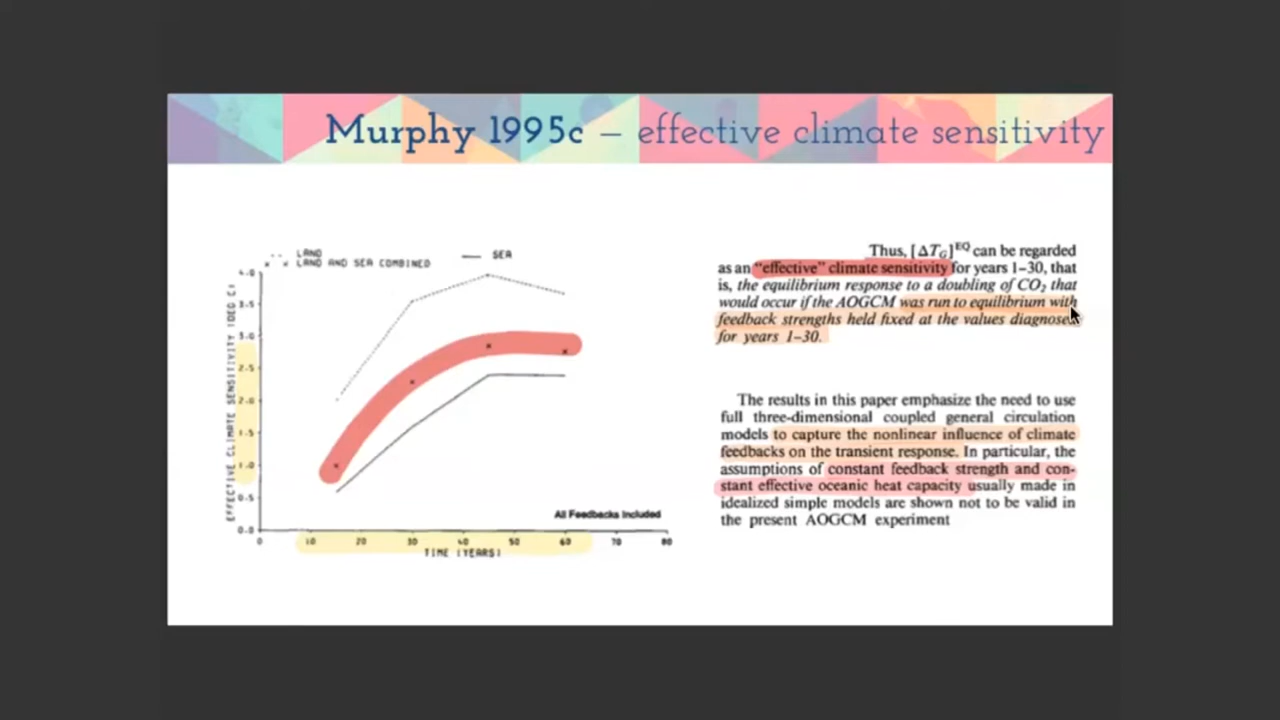 Murphy 1995c – effective climate sensitivity
LAND
LAND AND SEA COMBINED
SEA
EFFECTIVE CLIMATE SENSITIVITY (DEG C)
4.0
3.5
3.0
2.5
2.0
1.5
1.0
0.5
0.0
0 10 20 30 40 50 60 70 80
TIME (YEARS)
All Feedbacks Included
Thus, [ΔT_G]^EQ can be regarded
as an "effective" climate sensitivity for years 1–30, that
is, the equilibrium response to a doubling of CO₂ that
would occur if the AOGCM was run to equilibrium with
feedback strengths held fixed at the values diagnosed
for years 1–30.
The results in this paper emphasize the need to use
full three-dimensional coupled general circulation
models to capture the nonlinear influence of climate
feedbacks on the transient response. In particular, the
assumptions of constant feedback strength and con-
stant effective oceanic heat capacity usually made in
idealized simple models are shown not to be valid in
the present AOGCM experiment